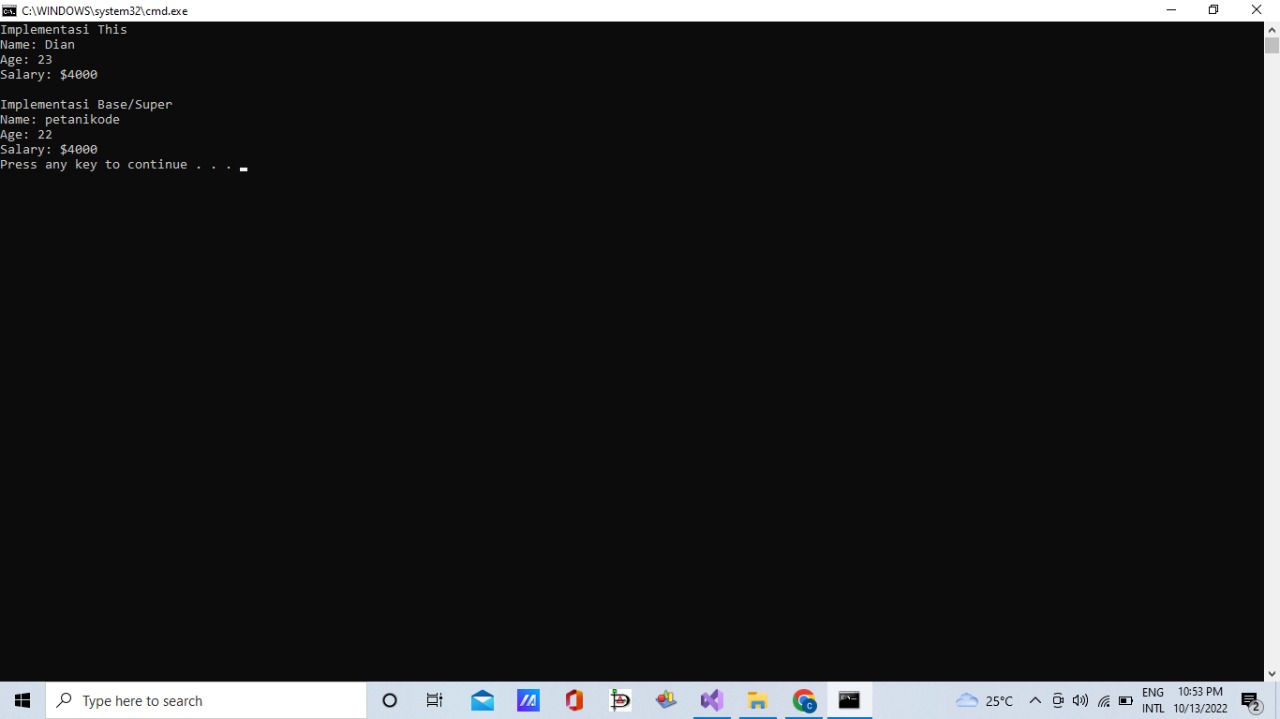 C:\WINDOWS\system32\cmd.exe
Implementasi This
Name: Dian
Age: 23
Salary: $4000
Implementasi Base/Super
Name: petanikode
Age: 22
Salary: $4000
Press any key to continue . . .
Type here to search
25°C
ENG
INTL
10:53 PM
10/13/2022
2